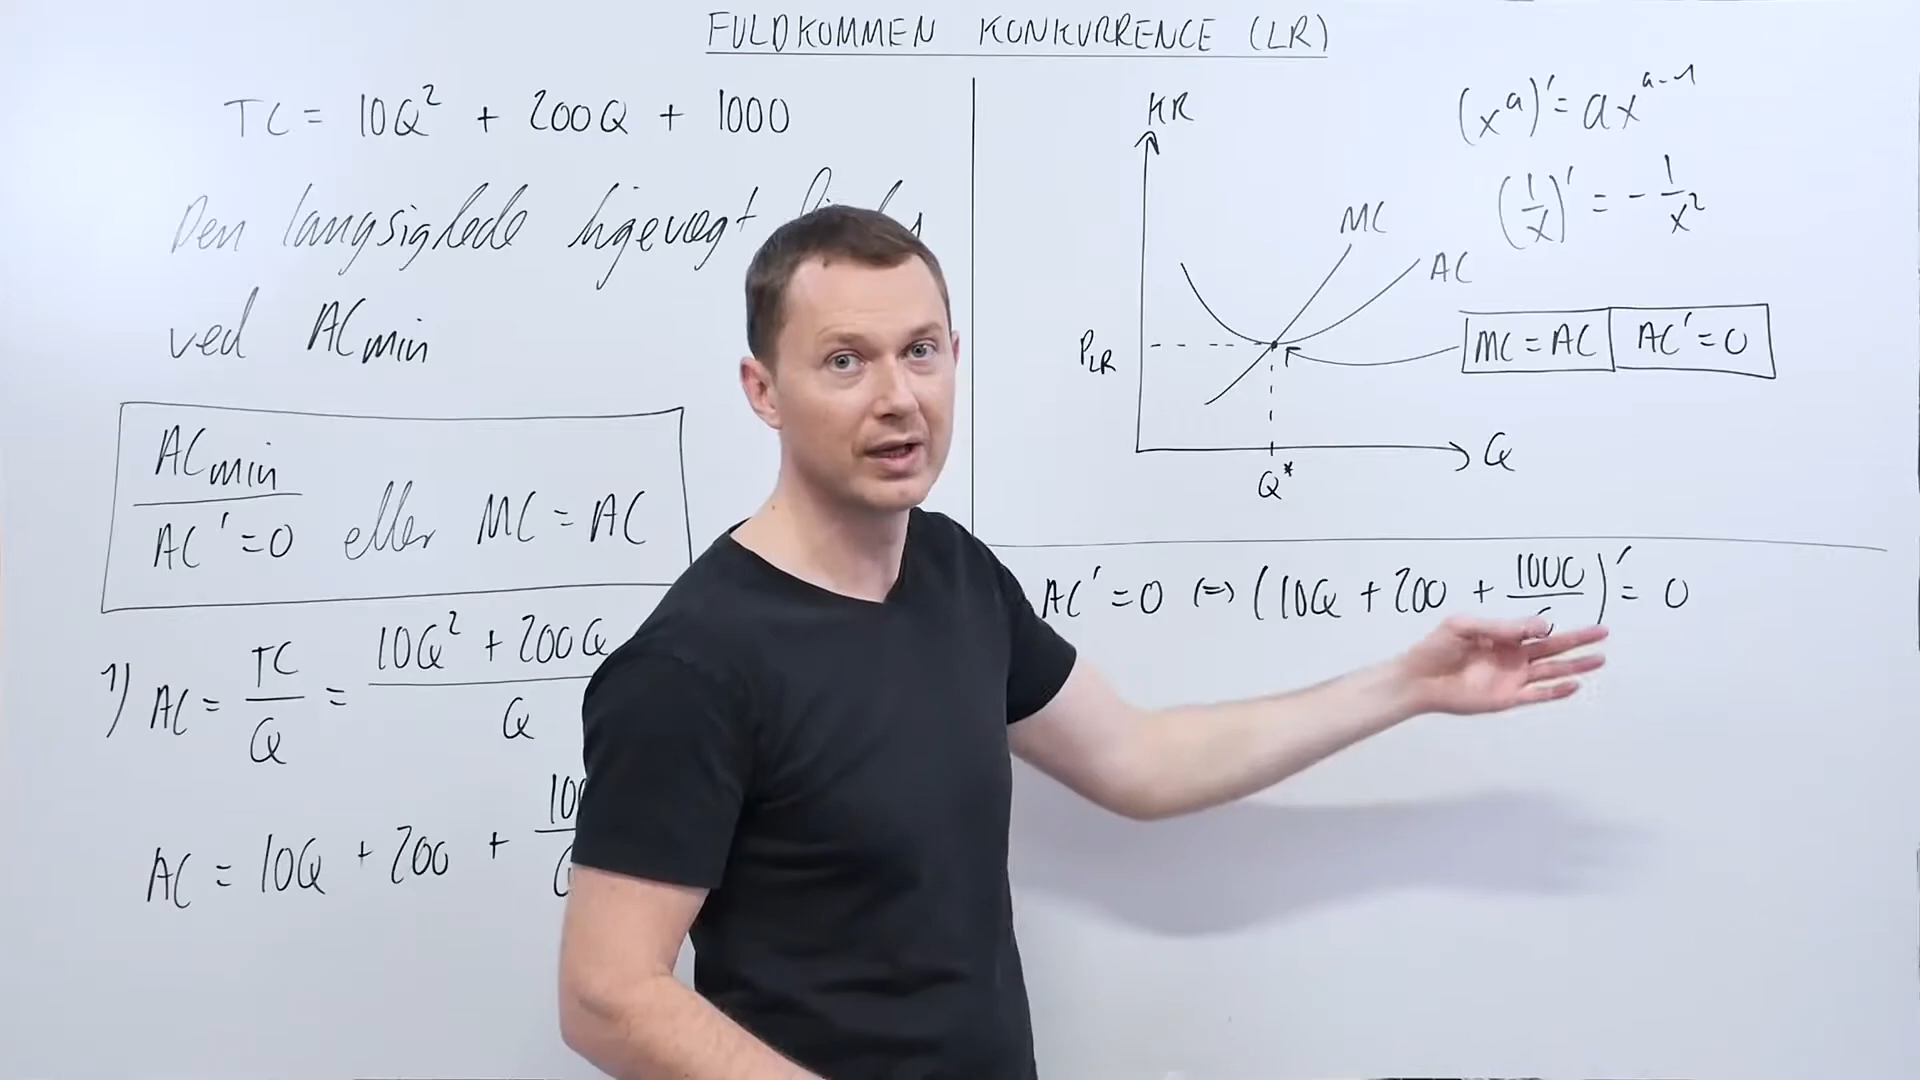 FULDKOMMEN KONKURRENCE (LR)
TC = 10Q² + 200Q + 1000
Den langsigtede ligevægt
ved ACmin
ACmin
AC' = 0 eller MC = AC
1) AC = TC/Q = (10Q² + 200Q)/Q
AC = 10Q + 200 +
KR
MC
AC
P_LR
Q*
Q
(x^a)' = ax^(a-1)
(1/x)' = -1/x²
MC = AC
AC' = 0
AC' = 0 ⇔ (10Q + 200 + 1000/Q)' = 0